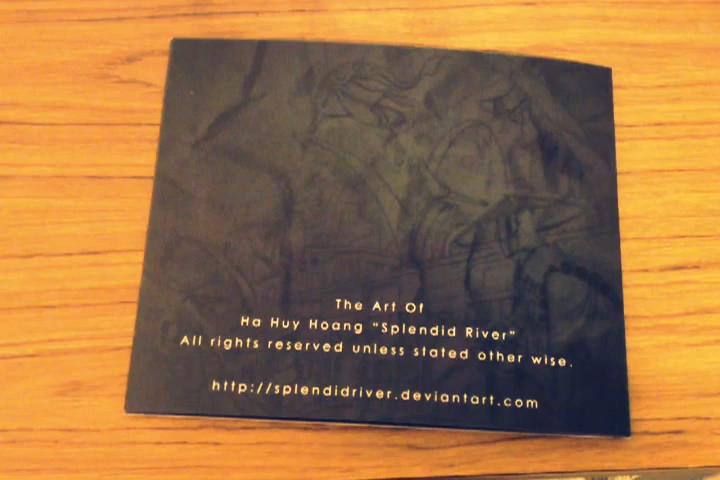 The Art Of
Ha Huy Hoang "Splendid River"
All rights reserved unless stated other wise.
http://splendidriver.deviantart.com